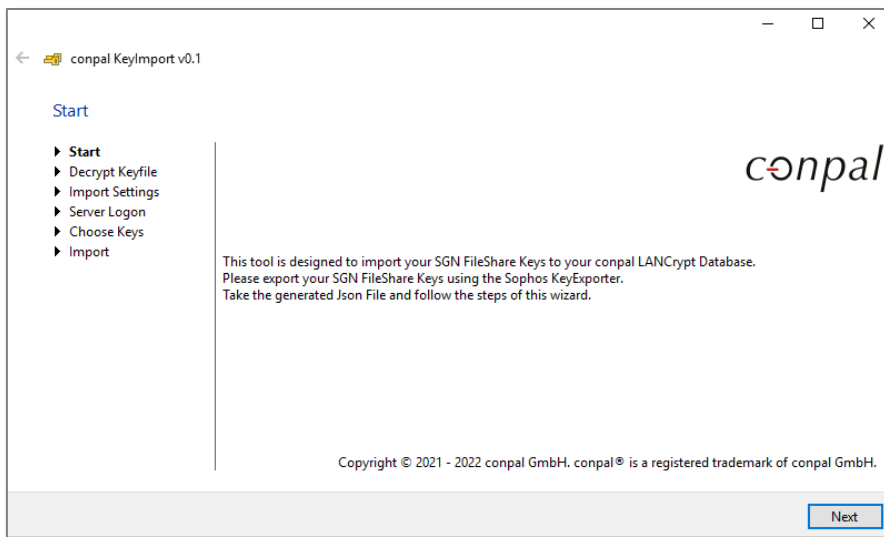 conpal KeyImport v0.1
Start
Start
Decrypt Keyfile
Import Settings
Server Logon
Choose Keys
Import
conpal
This tool is designed to import your SGN FileShare Keys to your conpal LANCrypt Database.
Please export your SGN FileShare Keys using the Sophos KeyExporter.
Take the generated Json File and follow the steps of this wizard.
Copyright © 2021 - 2022 conpal GmbH. conpal® is a registered trademark of conpal GmbH.
Next